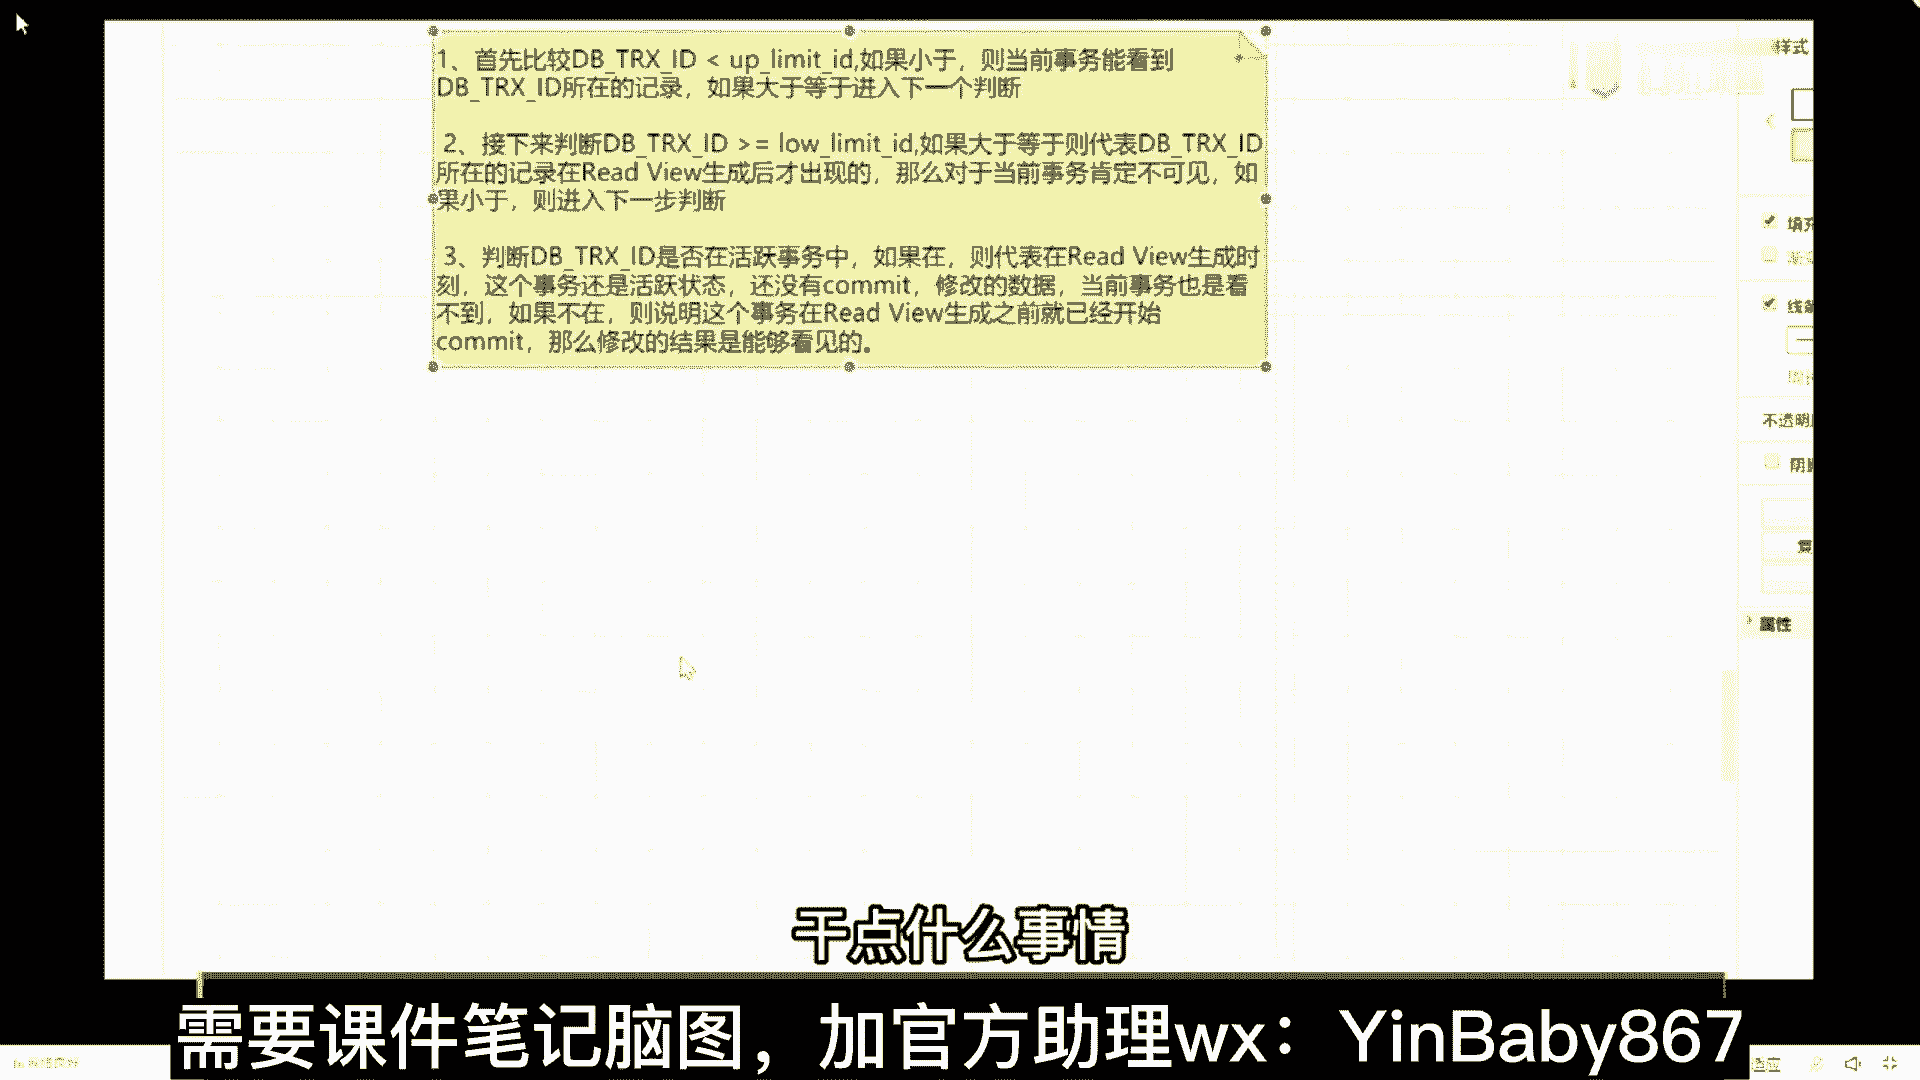 1、首先比较DB_TRX_ID < up_limit_id,如果小于，则当前事务能看到
DB_TRX_ID所在的记录，如果大于等于进入下一个判断
2、接下来判断DB_TRX_ID >= low_limit_id,如果大于等于则代表DB_TRX_ID
所在的记录在Read View生成后才出现的，那么对于当前事务肯定不可见，如
果小于，则进入下一步判断
3、判断DB_TRX_ID是否在活跃事务中，如果在，则代表在Read View生成时
刻，这个事务还是活跃状态，还没有commit，修改的数据，当前事务也是看
不到，如果不在，则说明这个事务在Read View生成之前就已经开始
commit，那么修改的结果是能够看见的。
样式
填充
线条
不透明
属性
干点什么事情
需要课件笔记脑图，加官方助理wx：YinBaby867